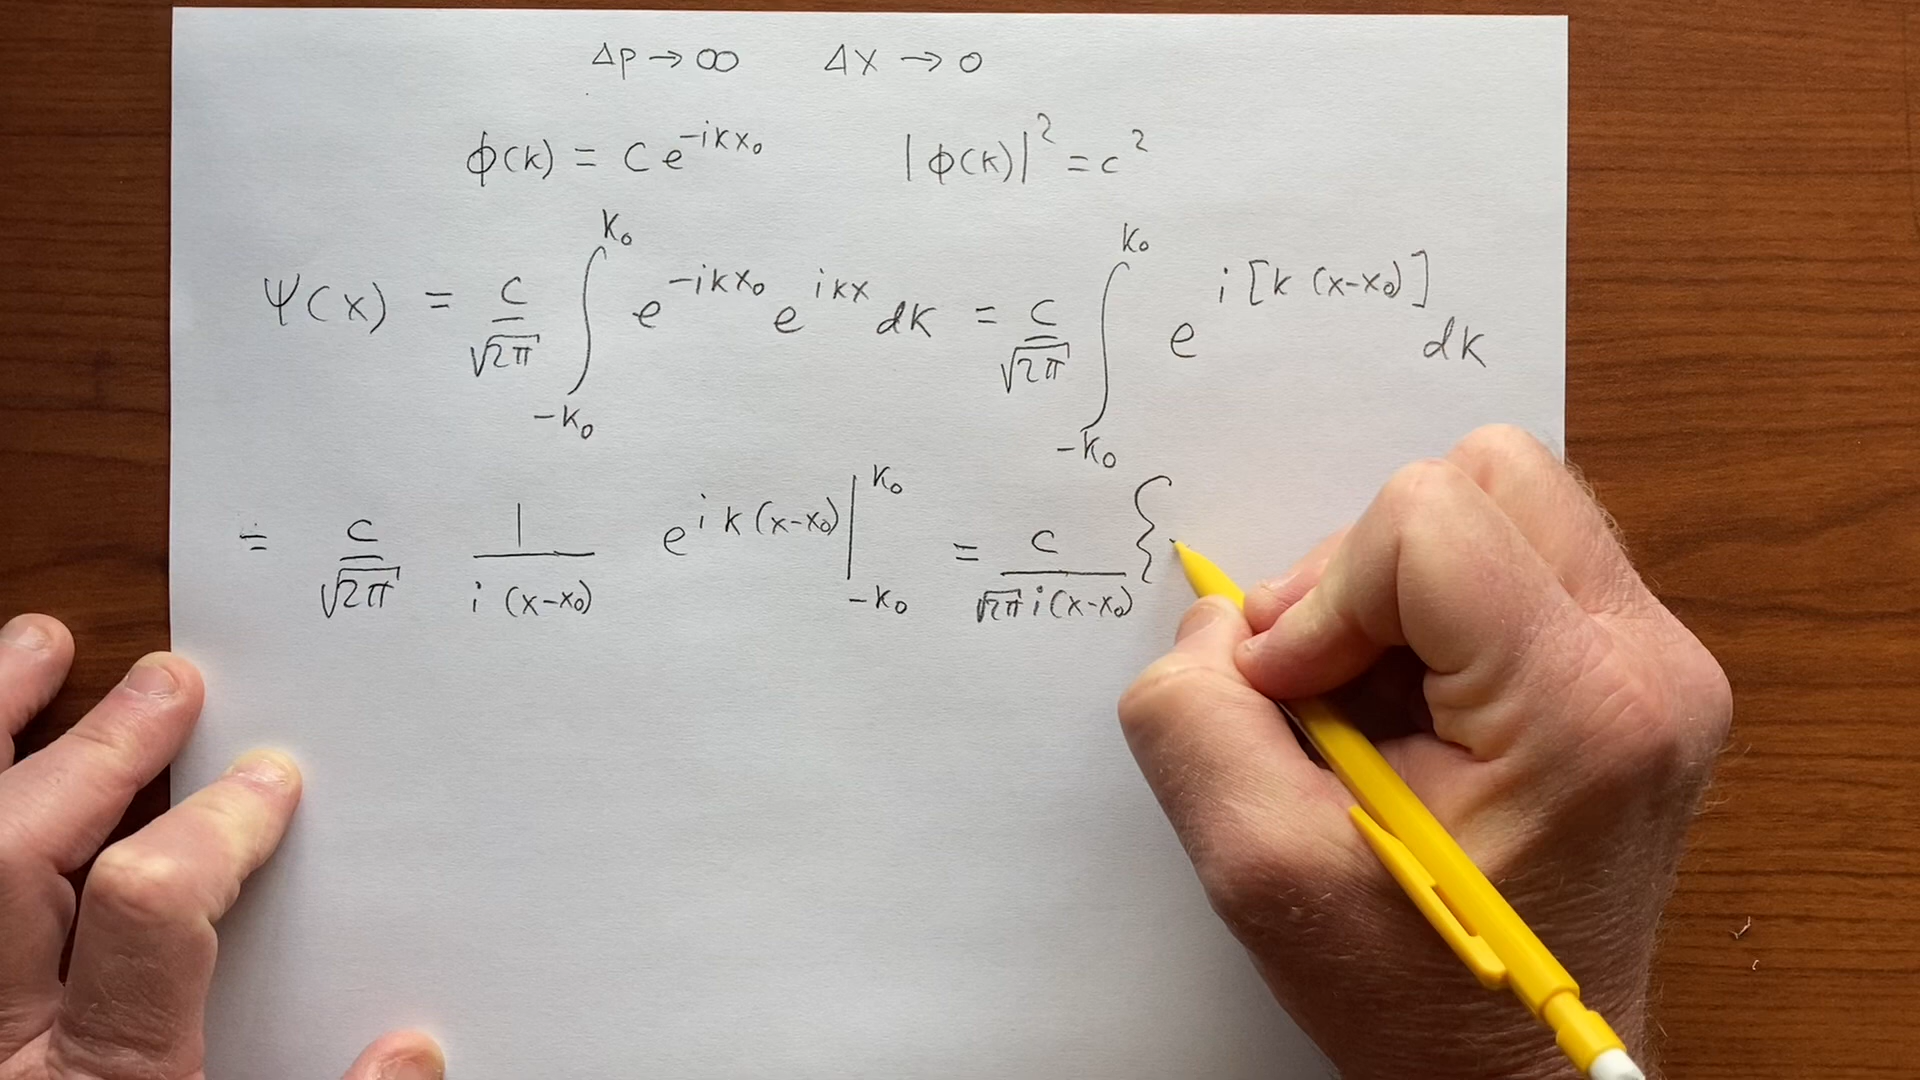 Δp → ∞ Δx → 0
ϕ(k) = C e^{-ikx₀} |ϕ(k)|² = c²
Ψ(x) = C/√2π ∫_{-k₀}^{k₀} e^{-ikx₀} e^{ikx} dk = C/√2π ∫_{-k₀}^{k₀} e^{i[k(x-x₀)]} dk
= C/√2π 1/i(x-x₀) e^{ik(x-x₀)} |_{-k₀}^{k₀} = C/√2π i(x-x₀) {